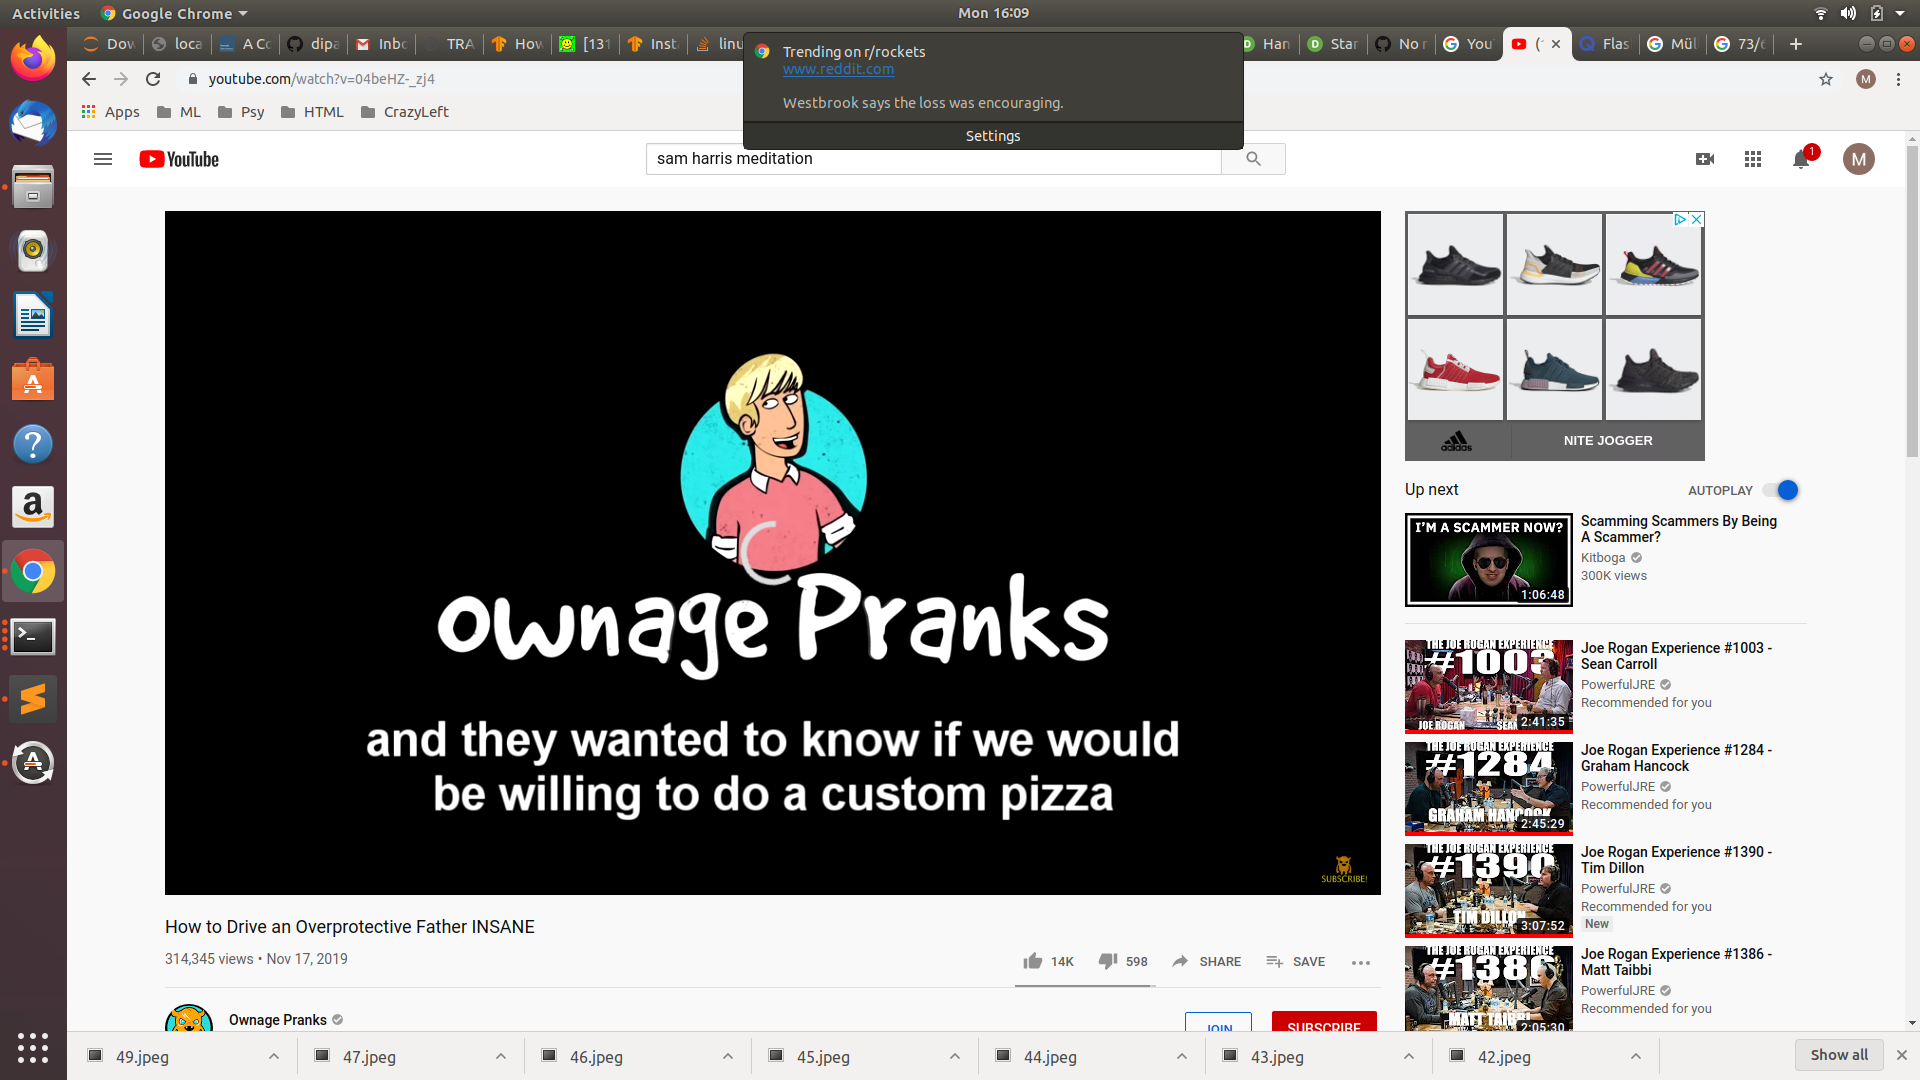 Activities
Google Chrome
Mon 16:09
Dow
loca
A Co
dipa
Inbo
TRA
How
[131
Inst
linu
Han
Star
No r
You
(
Flas
Mül
73/
youtube.com/watch?v=04beHZ-_zj4
M
Apps
ML
Psy
HTML
CrazyLeft
Trending on r/rockets
www.reddit.com
Westbrook says the loss was encouraging.
Settings
YouTube
sam harris meditation
1
M
ownage Pranks
and they wanted to know if we would
be willing to do a custom pizza
SUBSCRIBE!
adidas
NITE JOGGER
Up next
AUTOPLAY
I'M A SCAMMER NOW?
1:06:48
Scamming Scammers By Being
A Scammer?
Kitboga
300K views
THE JOE ROGAN EXPERIENCE
#1003
JOE ROGAN
SEAN
2:41:35
Joe Rogan Experience #1003 -
Sean Carroll
PowerfulJRE
Recommended for you
THE JOE ROGAN EXPERIENCE
#1284
GRAHAM HANCOCK
2:45:29
Joe Rogan Experience #1284 -
Graham Hancock
PowerfulJRE
Recommended for you
THE JOE ROGAN EXPERIENCE
#1390
TIM DILLON
3:07:52
Joe Rogan Experience #1390 -
Tim Dillon
PowerfulJRE
Recommended for you
New
THE JOE ROGAN EXPERIENCE
#1386
MATT TAIBBI
2:05:30
Joe Rogan Experience #1386 -
Matt Taibbi
PowerfulJRE
Recommended for you
How to Drive an Overprotective Father INSANE
314,345 views • Nov 17, 2019
14K
598
SHARE
SAVE
Ownage Pranks
JOIN
SUBSCRIBE
49.jpeg
47.jpeg
46.jpeg
45.jpeg
44.jpeg
43.jpeg
42.jpeg
Show all